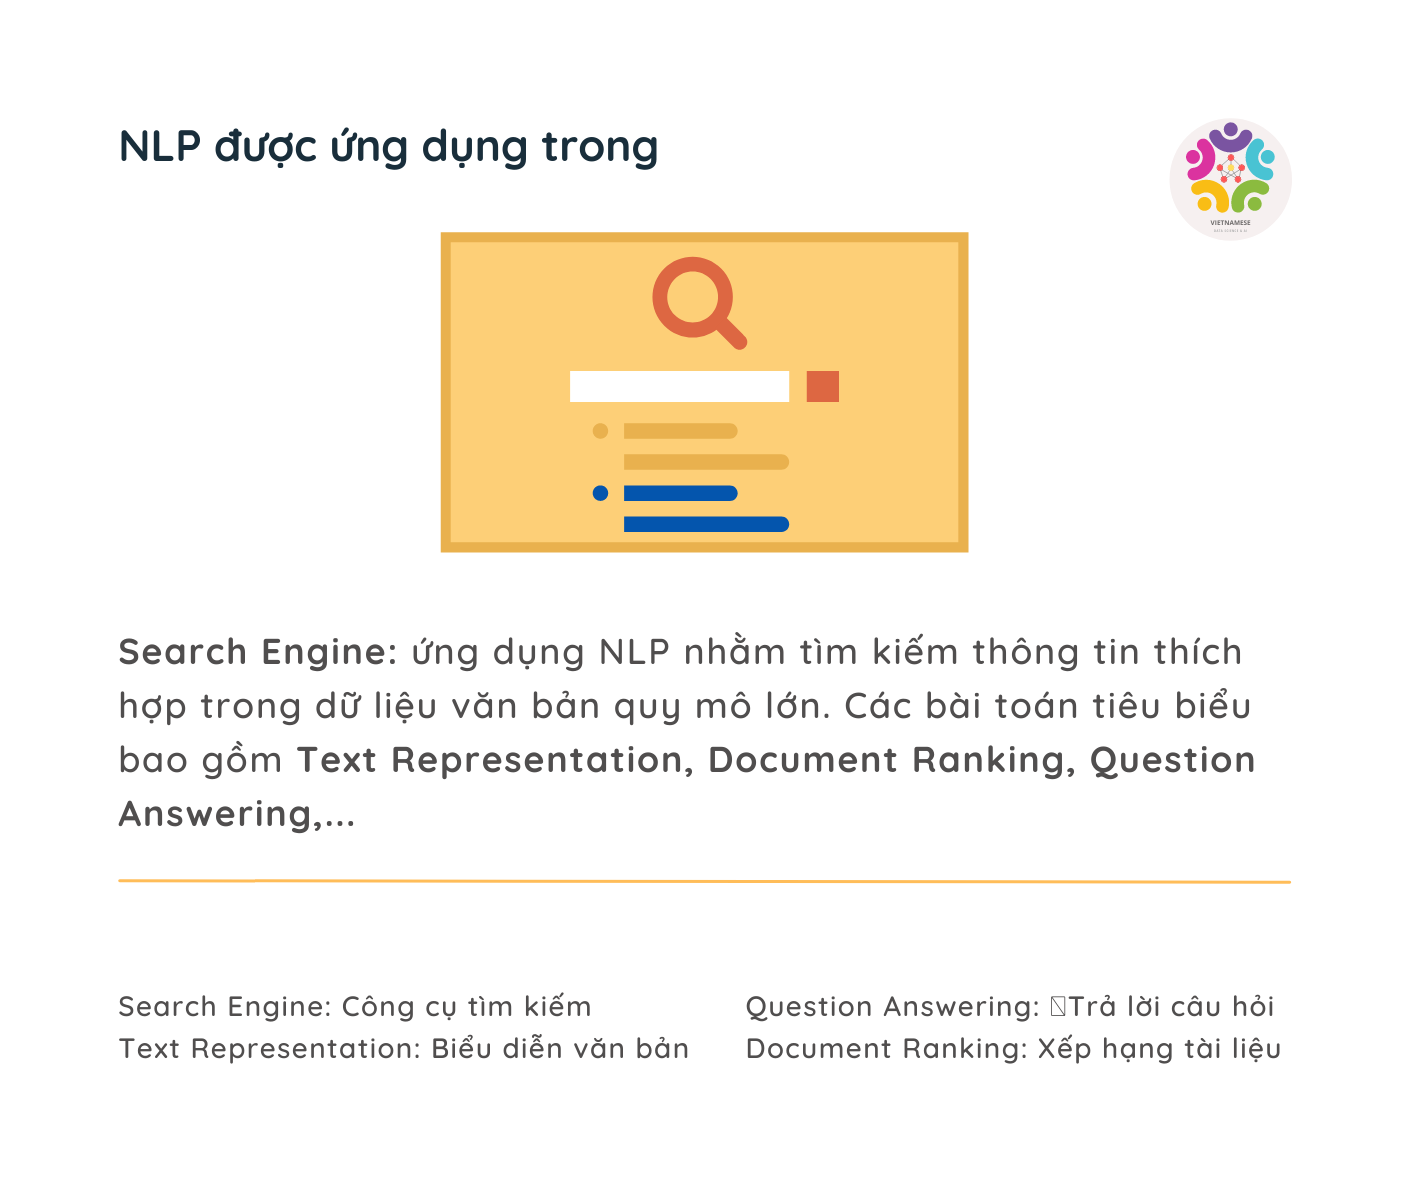 NLP được ứng dụng trong
VIETNAMESE
DATA SCIENCE & AI
Search Engine: ứng dụng NLP nhằm tìm kiếm thông tin thích
hợp trong dữ liệu văn bản quy mô lớn. Các bài toán tiêu biểu
bao gồm Text Representation, Document Ranking, Question
Answering,...
Search Engine: Công cụ tìm kiếm
Text Representation: Biểu diễn văn bản
Question Answering: Trả lời câu hỏi
Document Ranking: Xếp hạng tài liệu